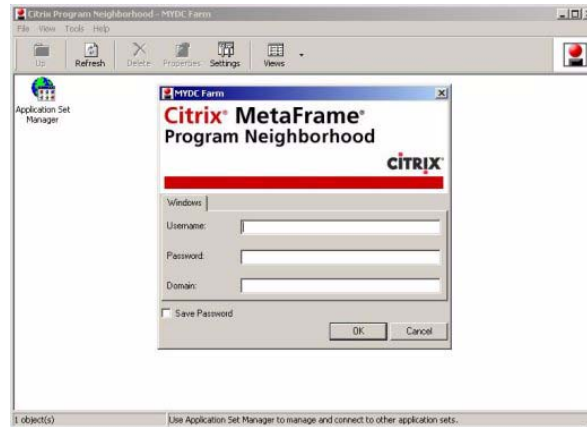 Citrix Program Neighborhood - MYDC Farm
File View Tools Help
Up Refresh Delete Properties Settings Views
Application Set
Manager
MYDC Farm
Citrix® MetaFrame®
Program Neighborhood
CITRIX®
Windows
Username:
Password:
Domain:
Save Password
OK Cancel
1 object(s) Use Application Set Manager to manage and connect to other application sets.